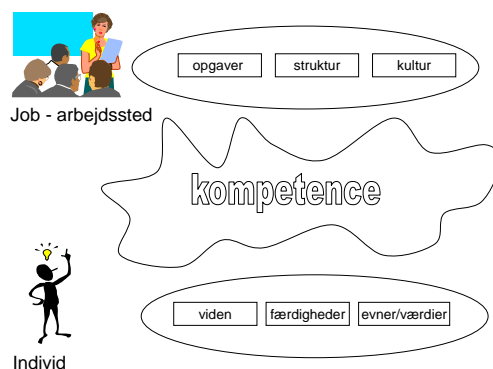 opgaver struktur kultur
Job - arbejdssted
kompetence
viden færdigheder evner/værdier
Individ